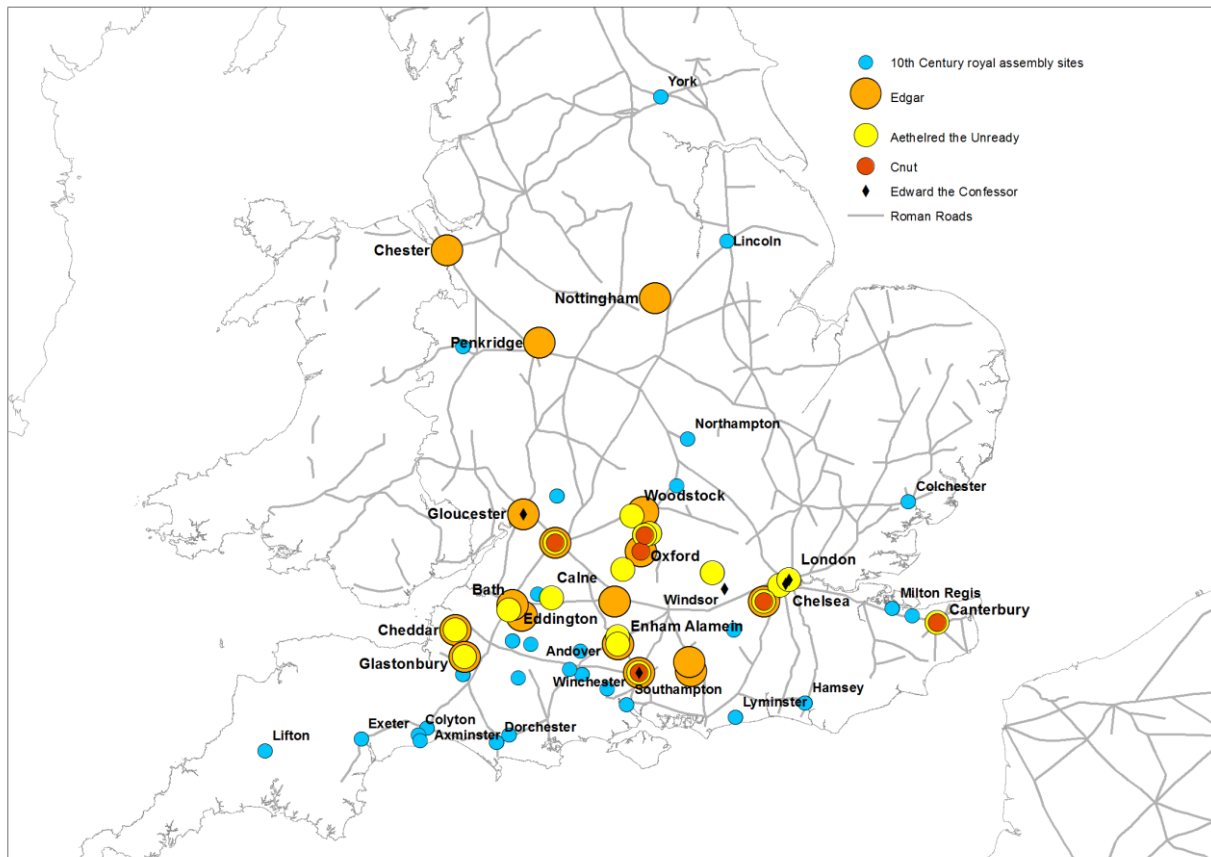 York
10th Century royal assembly sites
Edgar
Aethelred the Unready
Cnut
Edward the Confessor
Roman Roads
Lincoln
Chester
Nottingham
Penkridge
Northampton
Colchester
Woodstock
Gloucester
Oxford
London
Calne
Bath
Windsor
Chelsea
Milton Regis
Canterbury
Eddington
Enham Alamein
Cheddar
Andover
Glastonbury
Winchester
Southampton
Hamsey
Lyminster
Exeter
Colyton
Dorchester
Axminster
Lifton